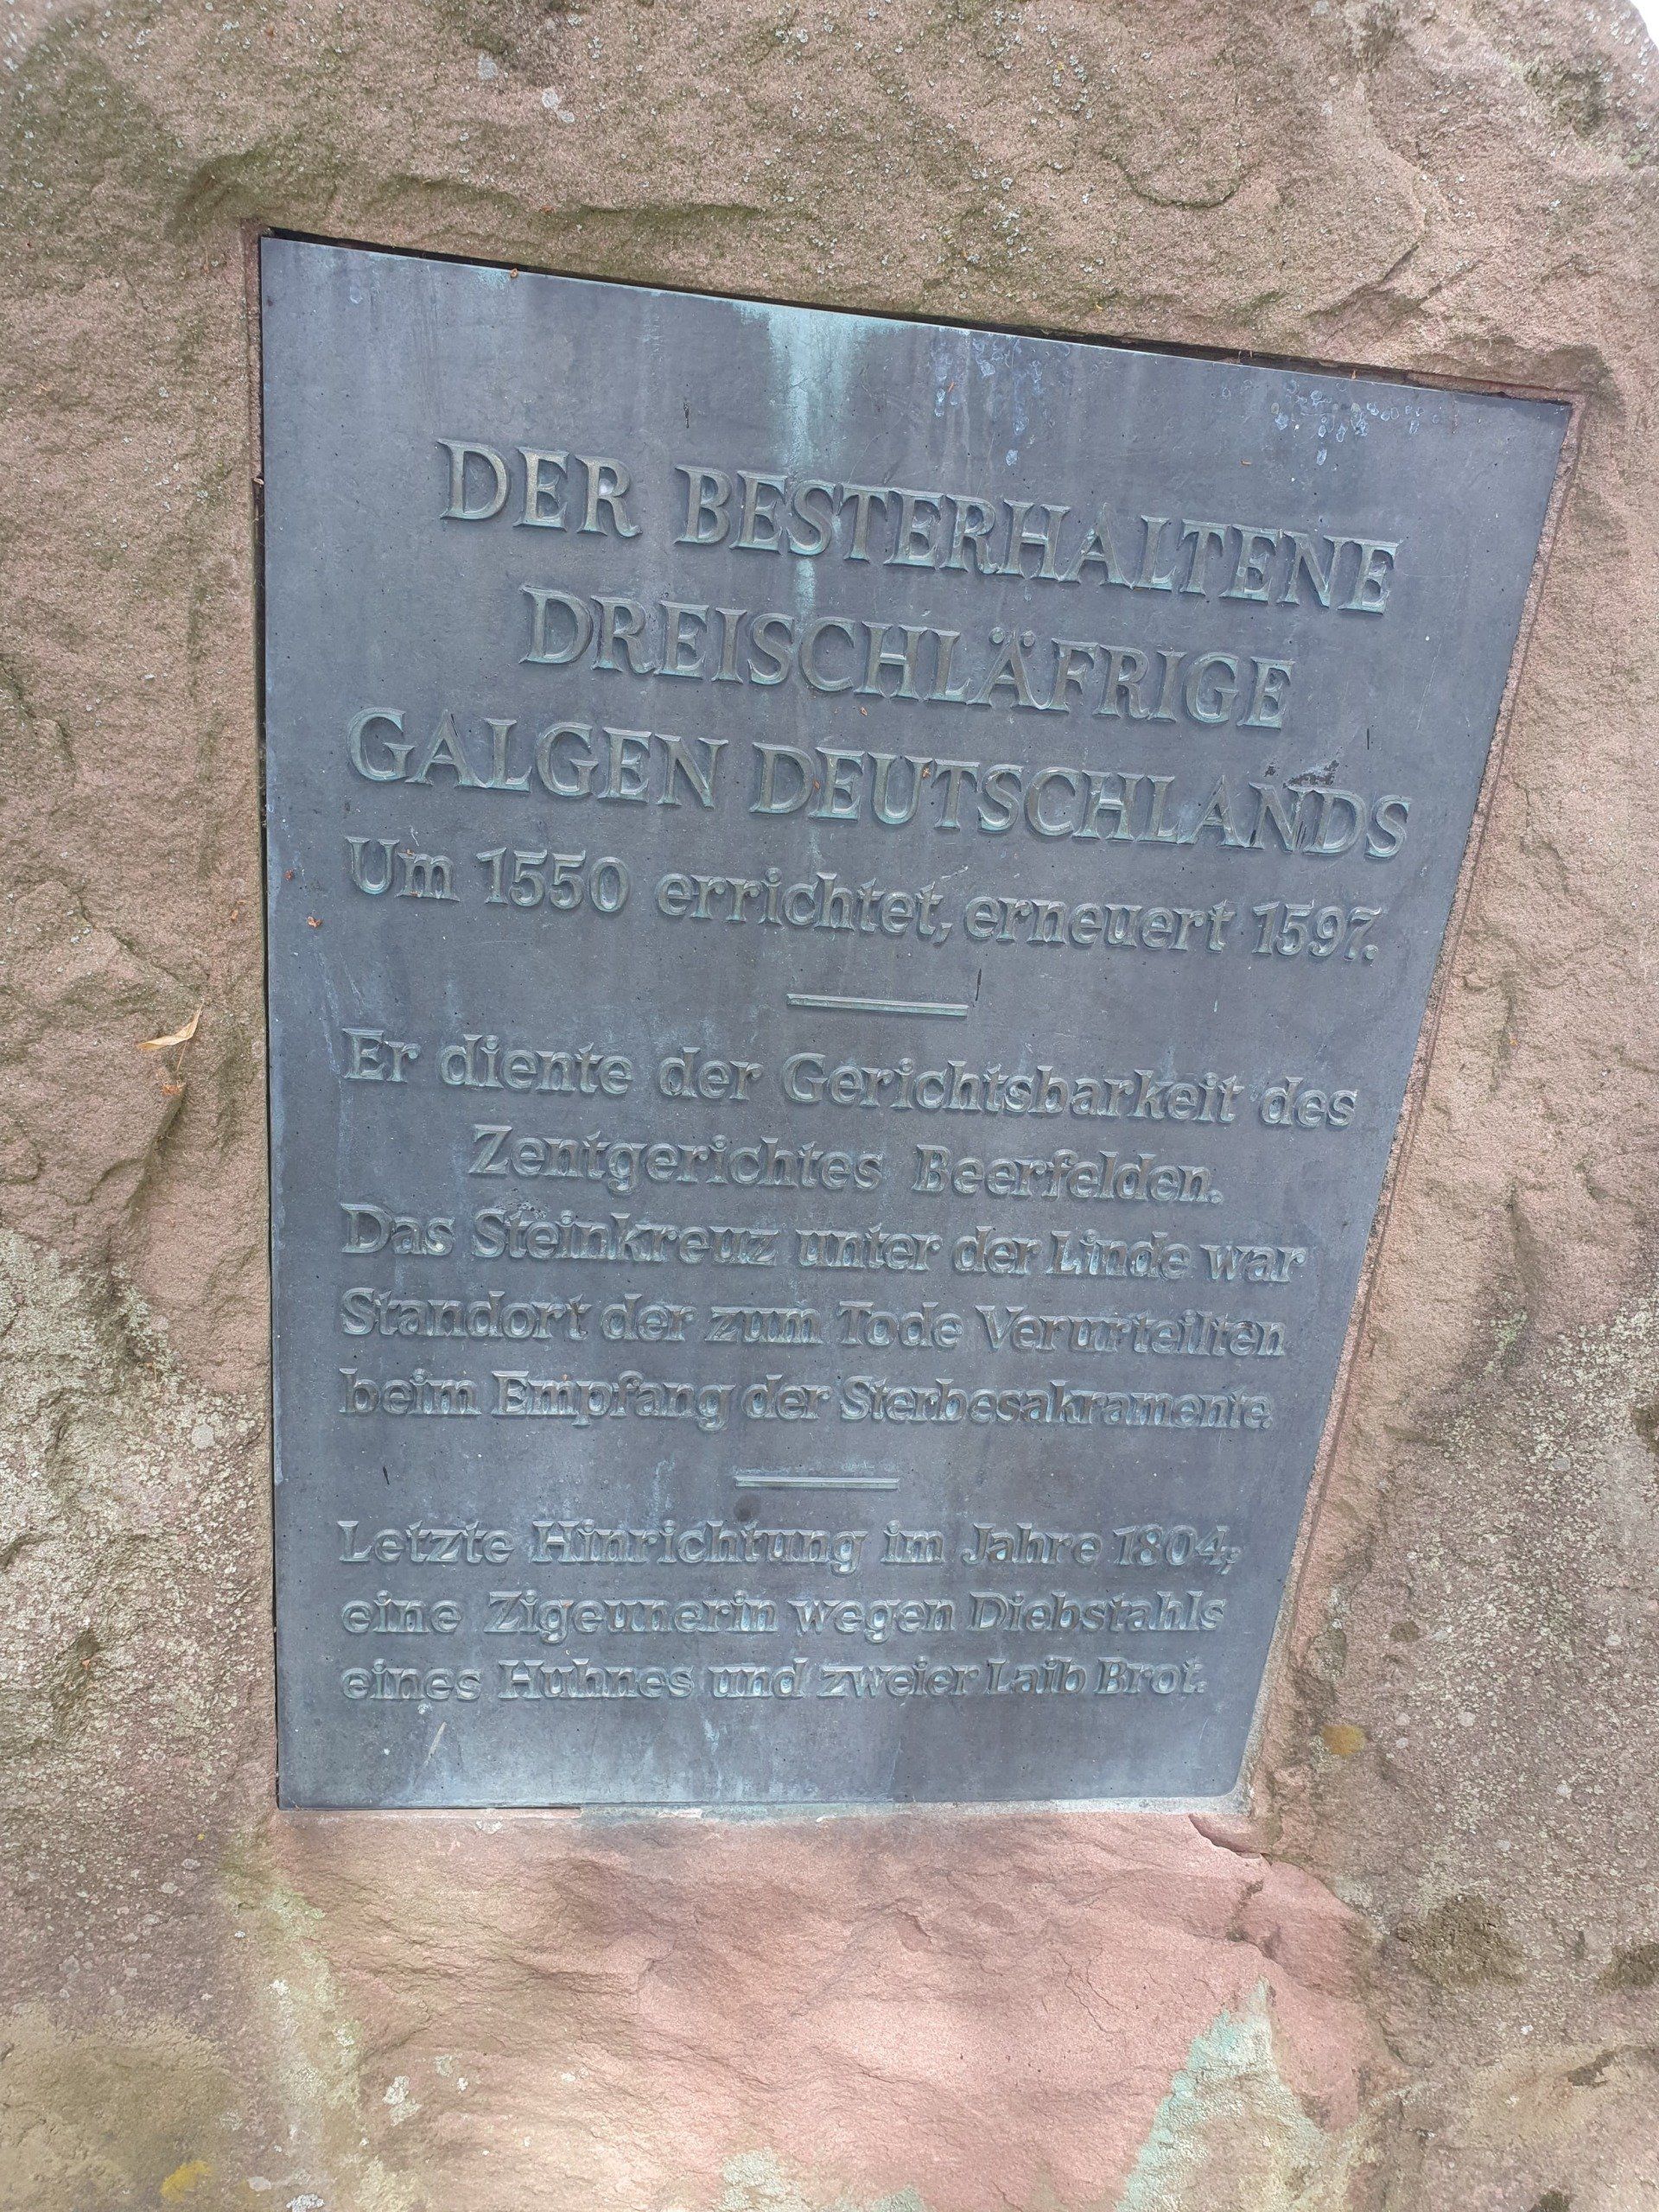 DER BESTERHALTENE
DREISCHLÄFRIGE
GALGEN DEUTSCHLANDS
Um 1550 errichtet, erneuert 1597.
Er diente der Gerichtsbarkeit des
Zentgerichtes Beerfelden.
Das Steinkreuz unter der Linde war
Standort der zum Tode Verurteilten
beim Empfang der Sterbesakramente.
Letzte Hinrichtung im Jahre 1804;
eine Zigeunerin wegen Diebstahls
eines Huhnes und zweier Laib Brot.